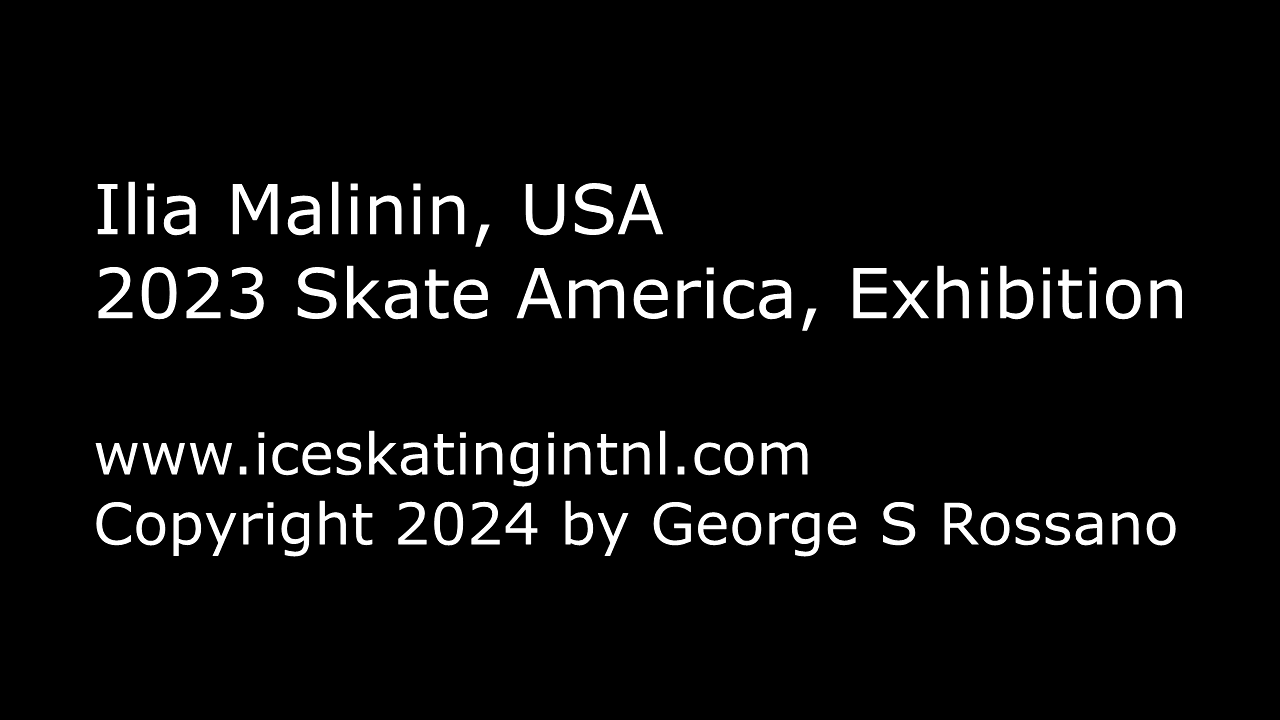 Ilia Malinin, USA
2023 Skate America, Exhibition
www.iceskatingintnl.com
Copyright 2024 by George S Rossano